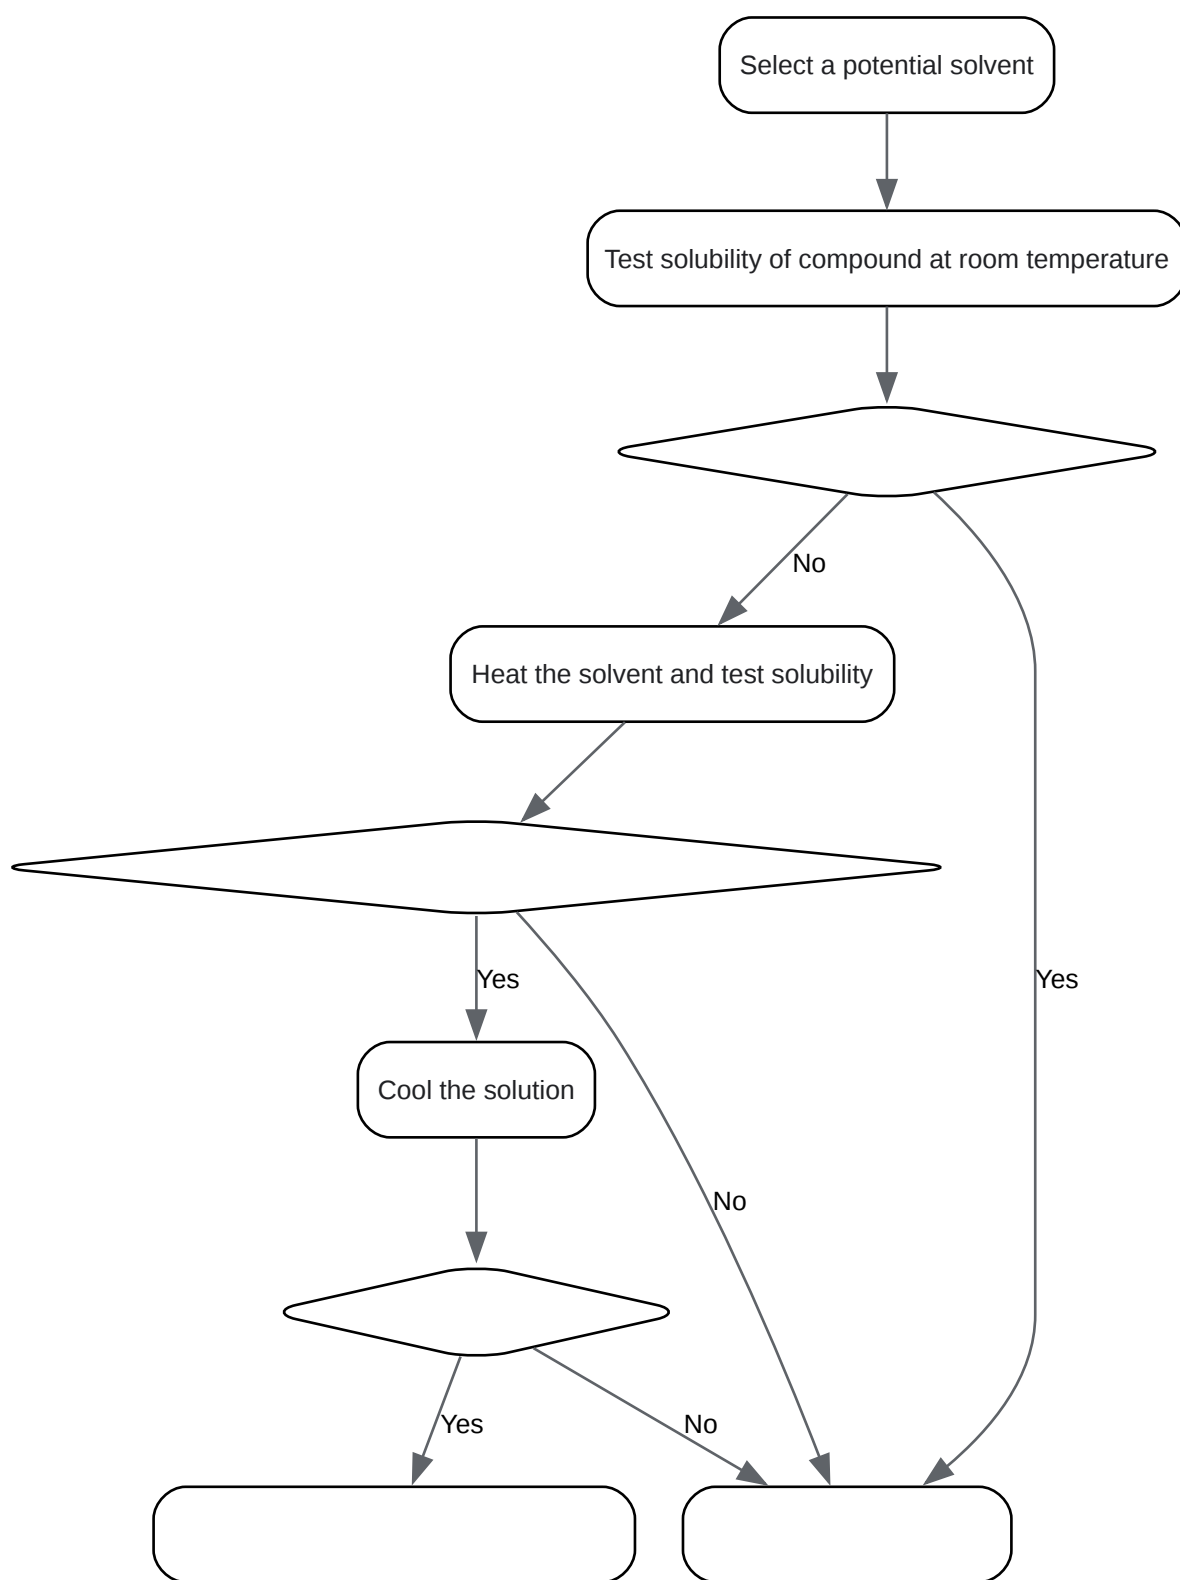 Select a potential solvent
Test solubility of compound at room temperature
No
Heat the solvent and test solubility
Yes
Yes
Cool the solution
No
Yes
No